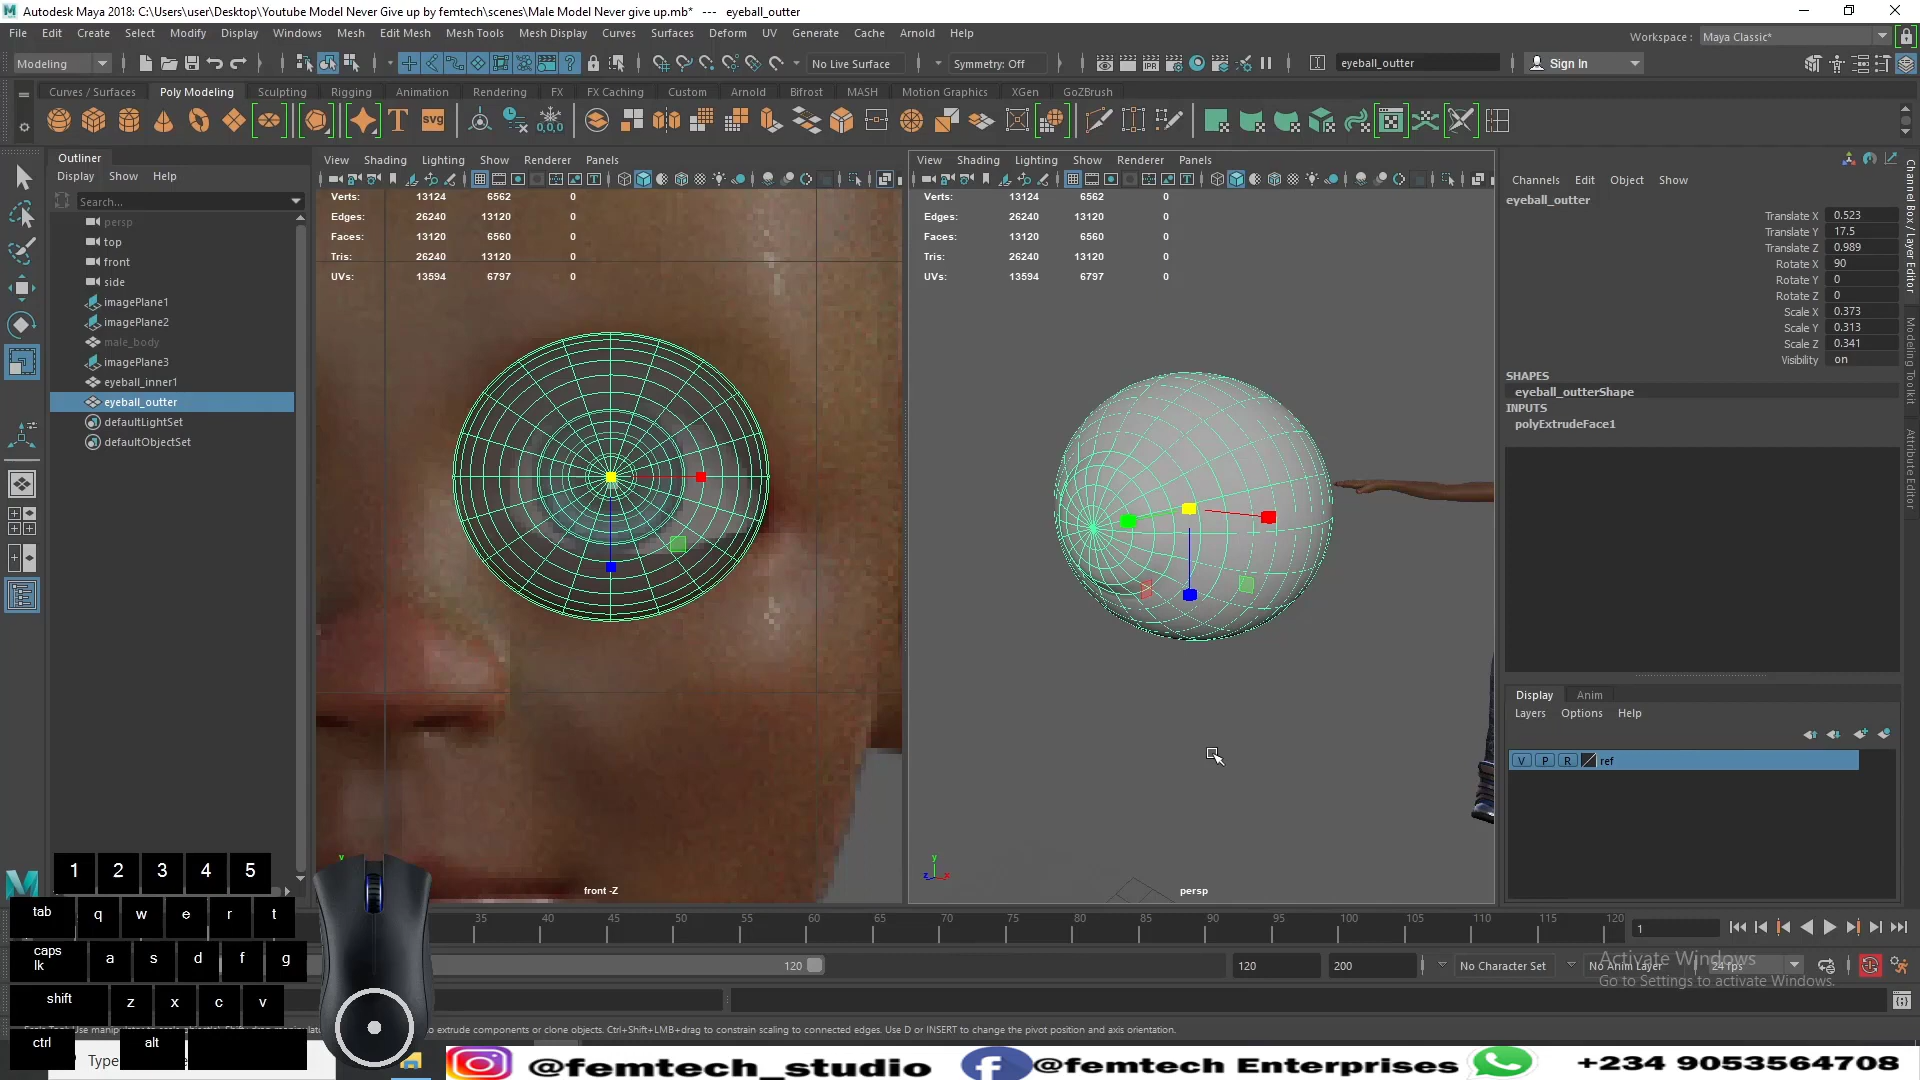 Autodesk Maya 2018: C:\Users\user\Desktop\Youtube Model Never Give up by femtech\scenes\Male Model Never give up.mb* --- eyeball_outter
File Edit Create Select Modify Display Windows Mesh Edit Mesh Mesh Tools Mesh Display Curves Surfaces Deform UV Generate Cache Arnold Help
Workspace : Maya Classic*
Modeling No Live Surface Symmetry: Off eyeball_outter Sign In
Curves / Surfaces Poly Modeling Sculpting Rigging Animation Rendering FX FX Caching Custom Arnold Bifrost MASH Motion Graphics XGen GoZBrush
Outliner
Display Show Help
Search...
persp
top
front
side
imagePlane1
imagePlane2
male_body
imagePlane3
eyeball_inner1
eyeball_outter
defaultLightSet
defaultObjectSet
View Shading Lighting Show Renderer Panels
Verts: 13124 6562 0
Edges: 26240 13120 0
Faces: 13120 6560 0
Tris: 26240 13120 0
UVs: 13594 6797 0
front -Z
View Shading Lighting Show Renderer Panels
Verts: 13124 6562 0
Edges: 26240 13120 0
Faces: 13120 6560 0
Tris: 26240 13120 0
UVs: 13594 6797 0
persp
Channels Edit Object Show
eyeball_outter
Translate X 0.523
Translate Y 17.5
Translate Z 0.989
Rotate X 90
Rotate Y 0
Rotate Z 0
Scale X 0.373
Scale Y 0.313
Scale Z 0.341
Visibility on
SHAPES
eyeball_outterShape
INPUTS
polyExtrudeFace1
Channel Box / Layer Editor
Modeling Toolkit
Attribute Editor
Display Anim
Layers Options Help
V P R ref
35 40 45 50 55 60 65 70 75 80 85 90 95 100 105 110 115 120
1
120 120 200 No Character Set No Anim Layer 24 fps
Activate Windows
Go to Settings to activate Windows.
1 2 3 4 5
tab q w e r t
caps lk a s d f g
shift z x c v
ctrl alt
o extrude components or clone objects. Ctrl+Shift+LMB+drag to constrain scaling to connected edges. Use D or INSERT to change the pivot position and axis orientation.
Type
@femtech_studio @femtech Enterprises +234 9053564708